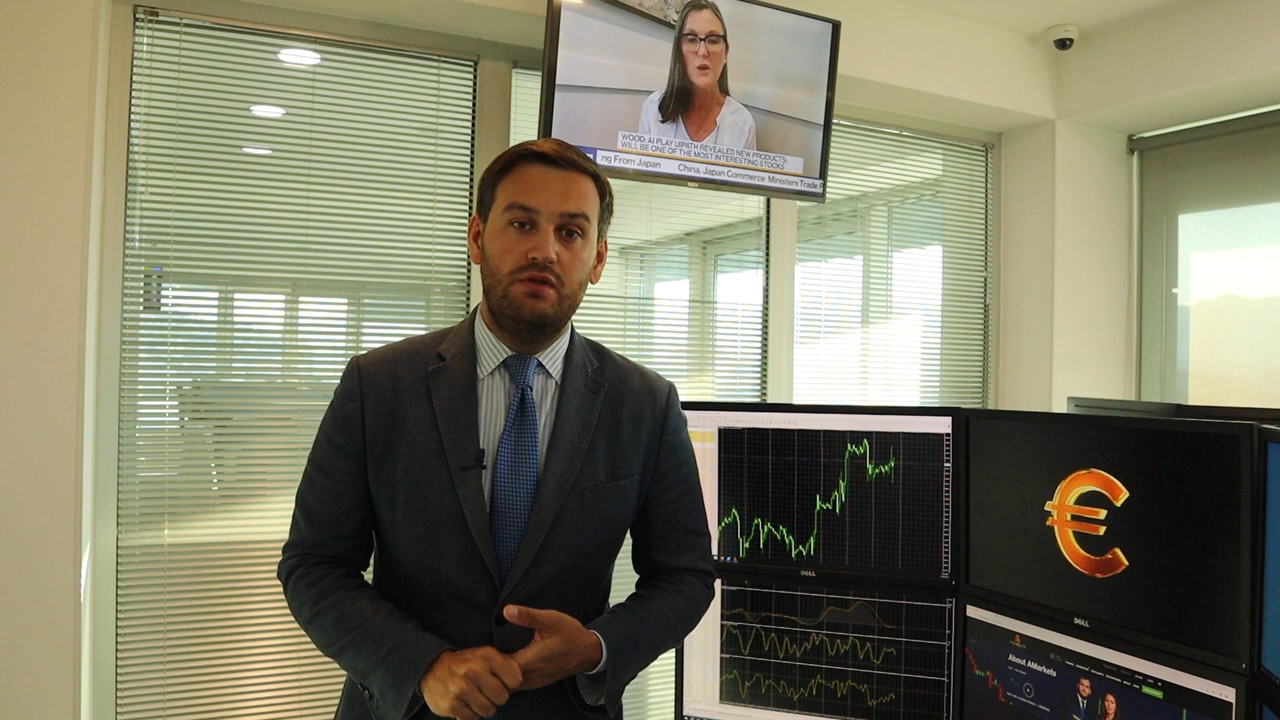 WOOD: AI PLAY UIPATH REVEALED NEW PRODUCTS;
WILL BE ONE OF THE MOST INTERESTING STOCKS
ng From Japan China, Japan Commerce Ministers Trade P
DELL
€
DELL
About AMarkets